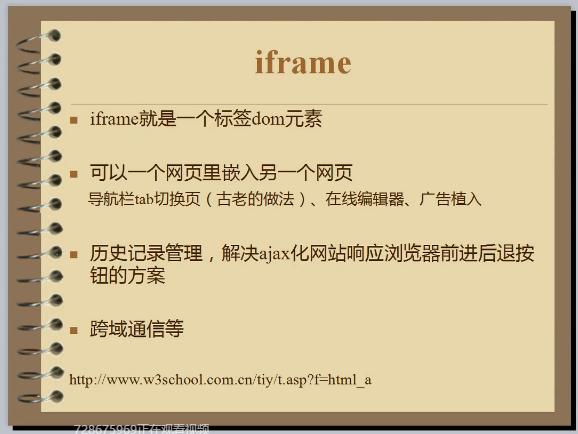 iframe
iframe就是一个标签dom元素
可以一个网页里嵌入另一个网页
导航栏tab切换页（古老的做法）、在线编辑器、广告植入
历史记录管理，解决ajax化网站响应浏览器前进后退按
钮的方案
跨域通信等
http://www.w3school.com.cn/tiy/t.asp?f=html_a
728675969正在观看视频